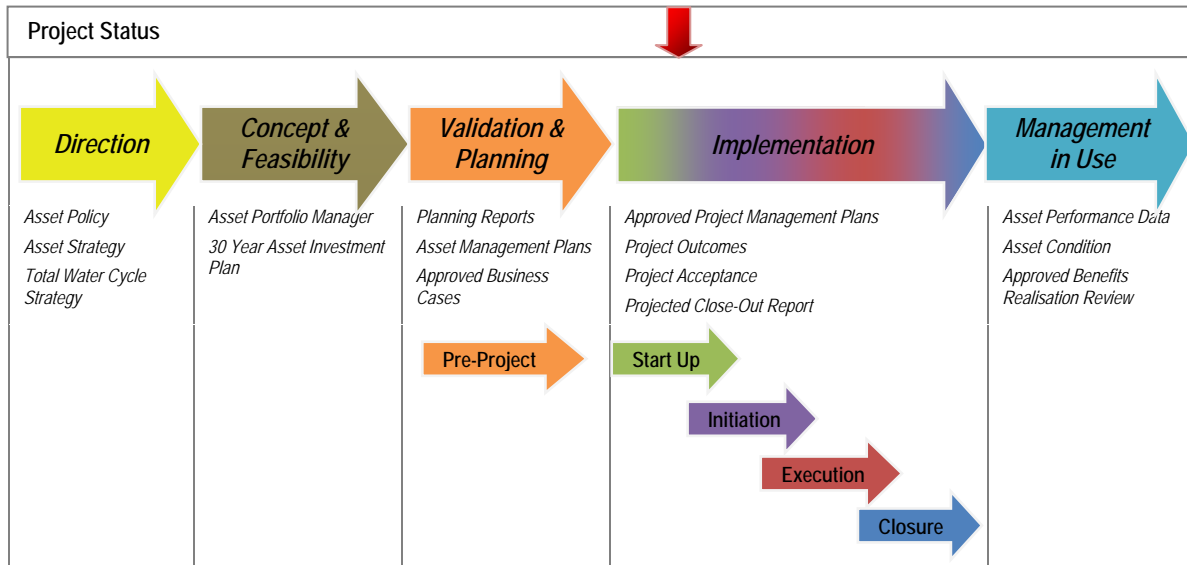 Project Status
Direction
Concept &
Feasibility
Validation &
Planning
Implementation
Management
in Use
Asset Policy
Asset Strategy
Total Water Cycle
Strategy
Asset Portfolio Manager
30 Year Asset Investment
Plan
Planning Reports
Asset Management Plans
Approved Business
Cases
Approved Project Management Plans
Project Outcomes
Project Acceptance
Projected Close-Out Report
Asset Performance Data
Asset Condition
Approved Benefits
Realisation Review
Pre-Project
Start Up
Initiation
Execution
Closure